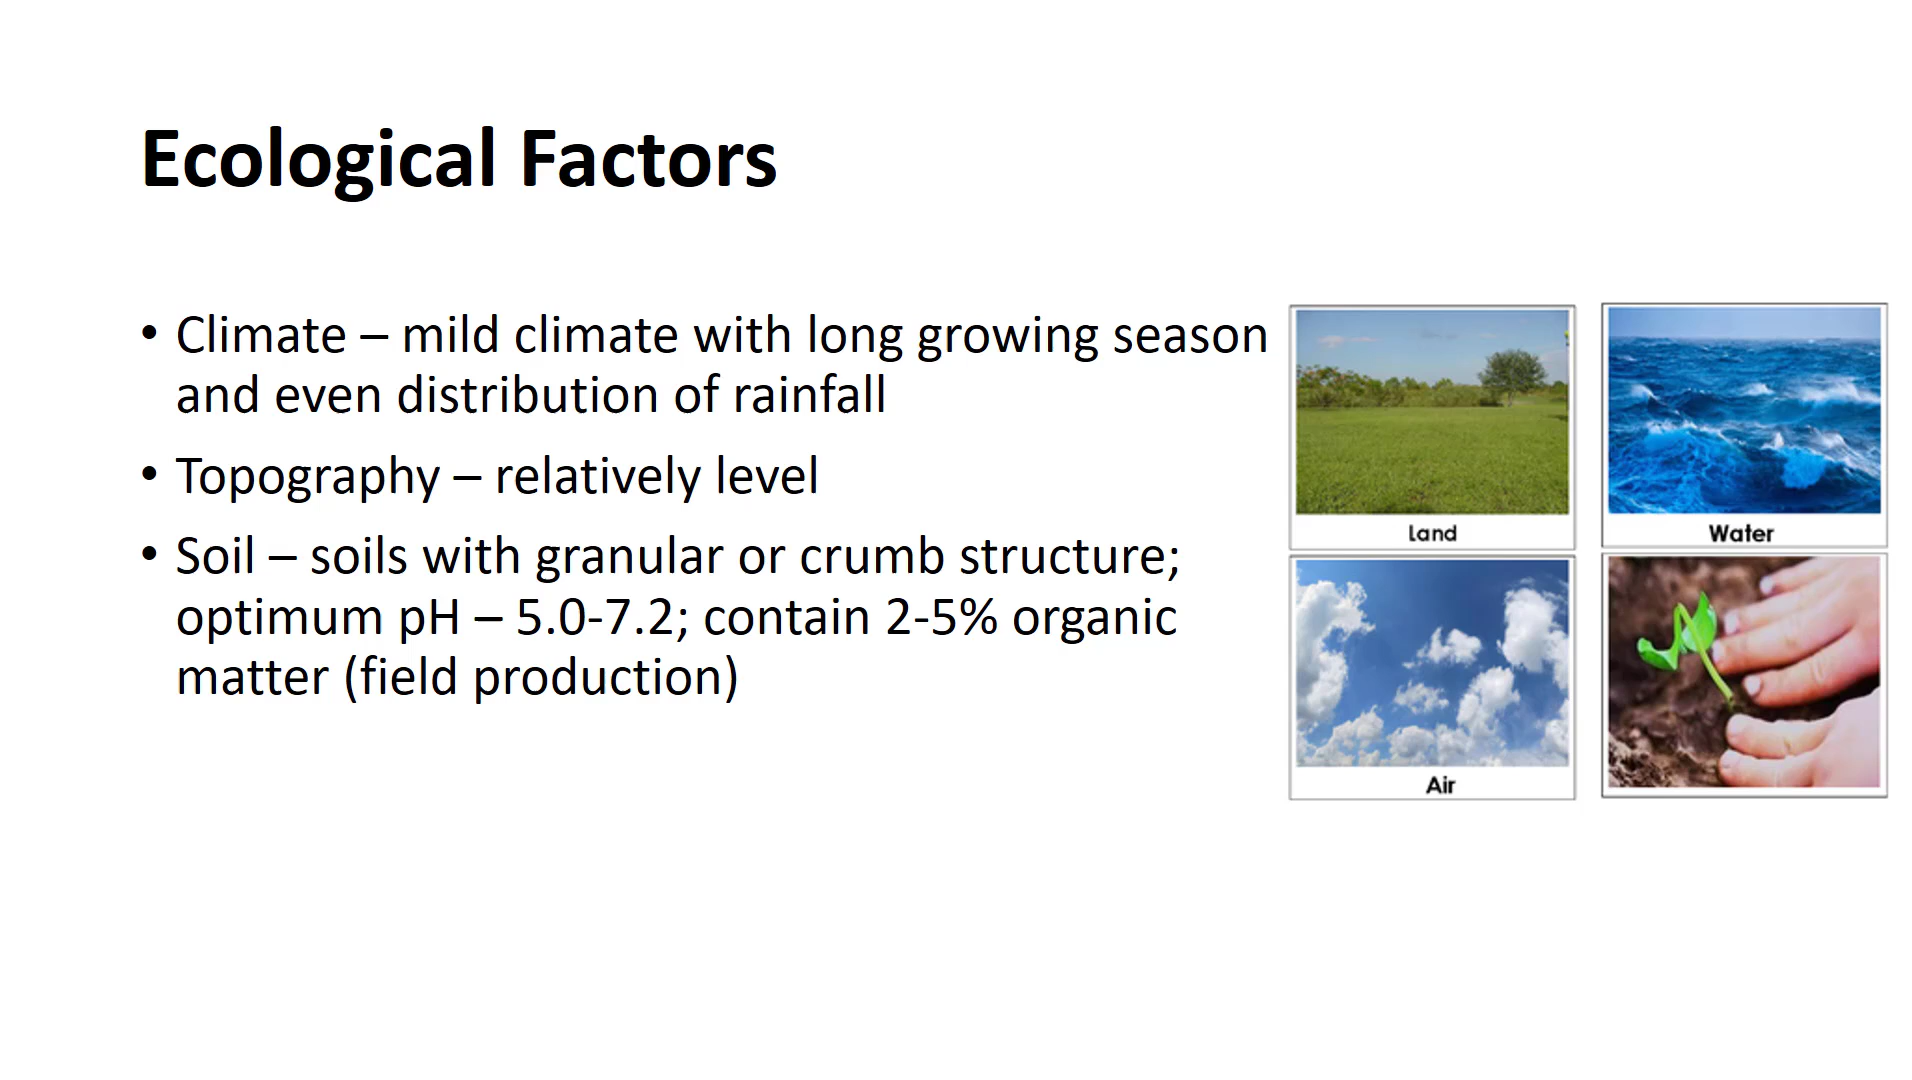 Ecological Factors
• Climate – mild climate with long growing season
and even distribution of rainfall
• Topography – relatively level
• Soil – soils with granular or crumb structure;
optimum pH – 5.0-7.2; contain 2-5% organic
matter (field production)
Land
Water
Air